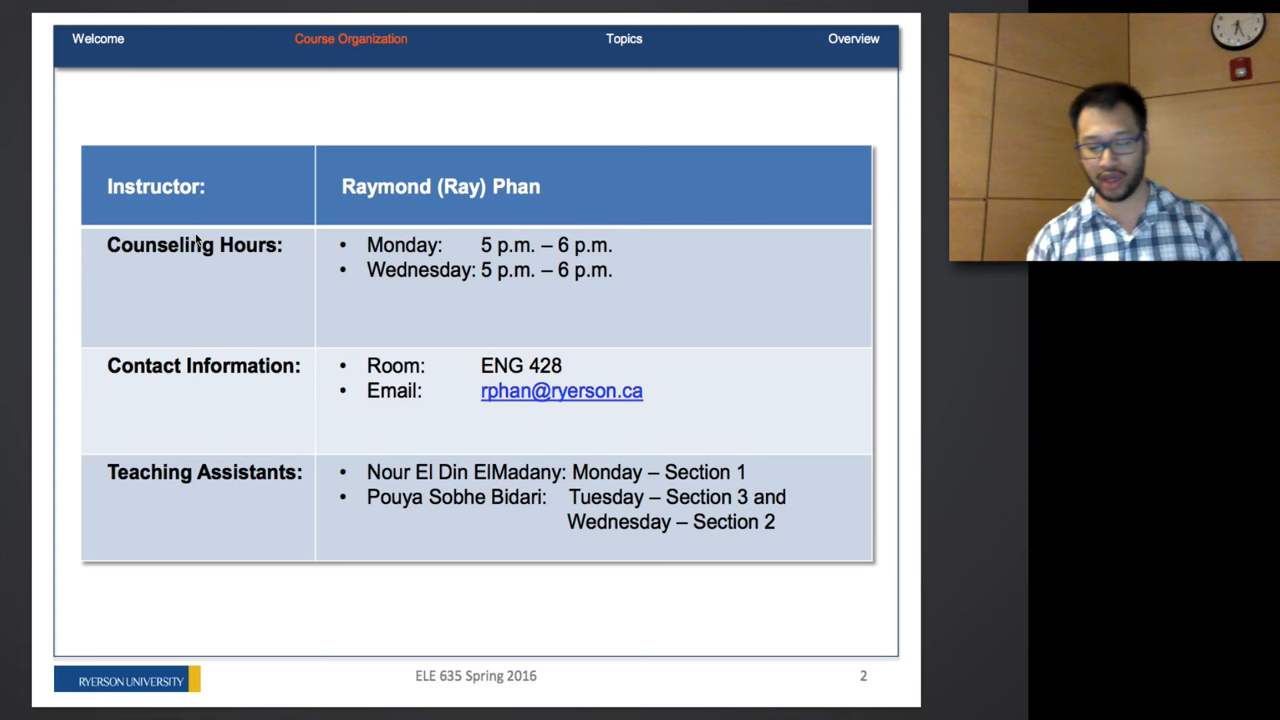 Welcome Course Organization Topics Overview
Instructor: Raymond (Ray) Phan
Counseling Hours: • Monday: 5 p.m. – 6 p.m.
• Wednesday: 5 p.m. – 6 p.m.
Contact Information: • Room: ENG 428
• Email: rphan@ryerson.ca
Teaching Assistants: • Nour El Din ElMadany: Monday – Section 1
• Pouya Sobhe Bidari: Tuesday – Section 3 and
Wednesday – Section 2
RYERSON UNIVERSITY ELE 635 Spring 2016 2